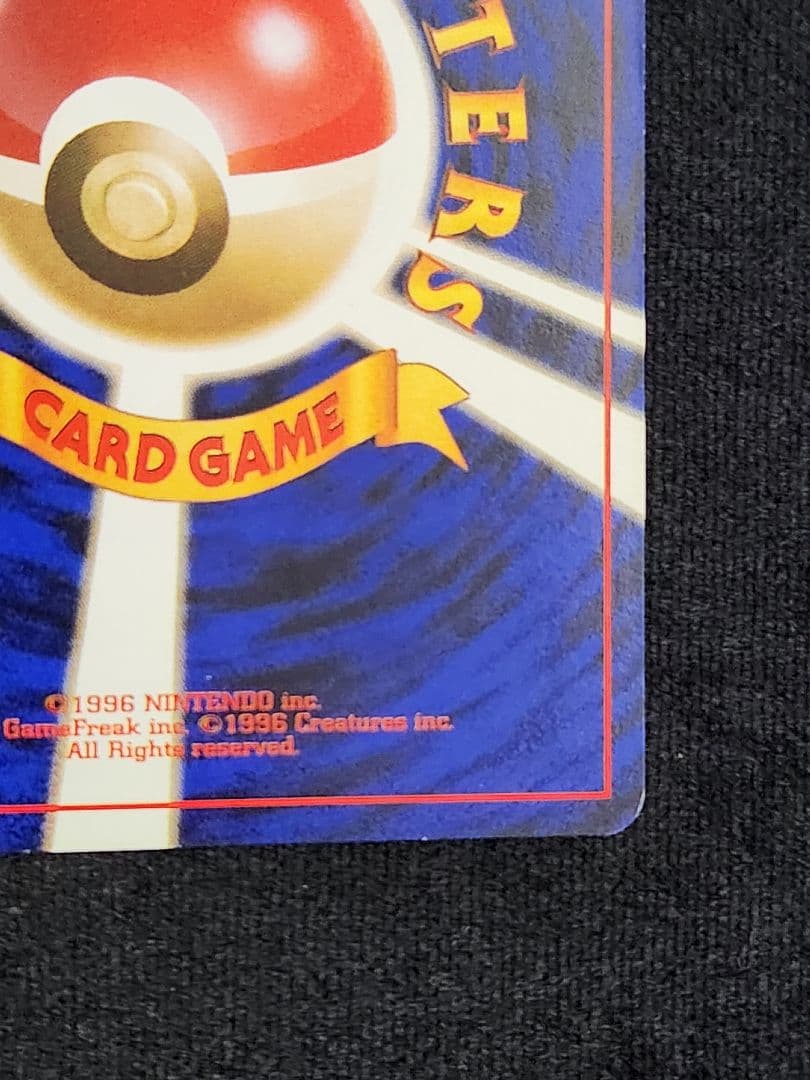 TERS
CARD GAME
©1996 NINTENDO inc.
GameFreak inc. ©1996 Creatures inc.
All Rights reserved.